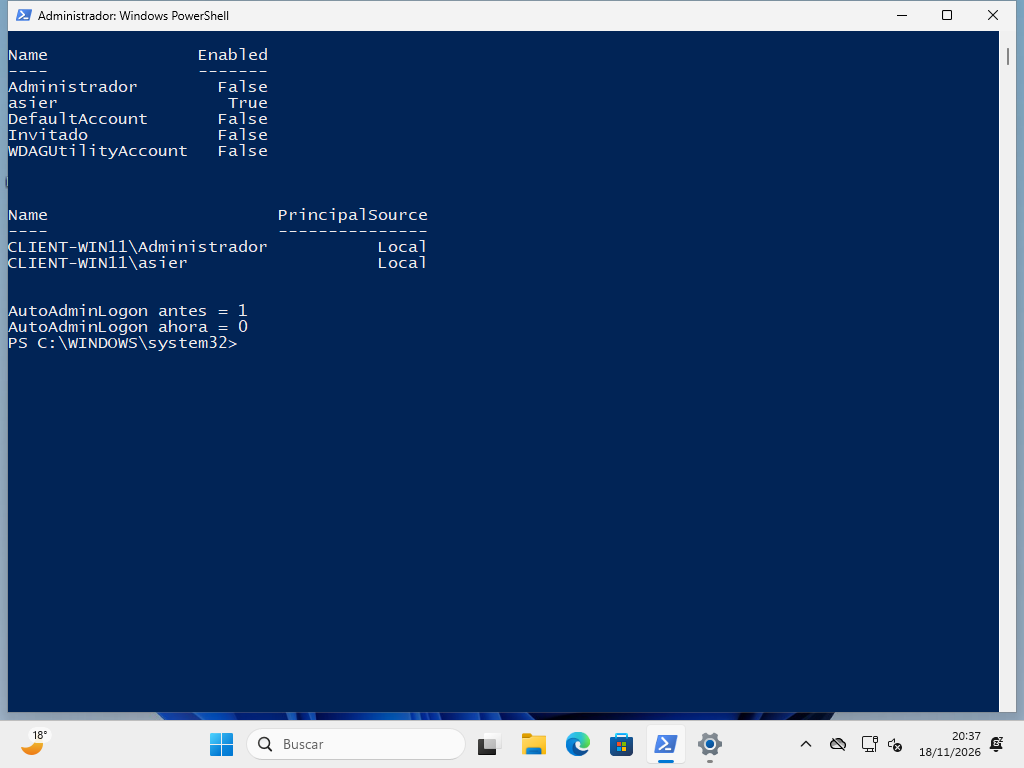 Administrador: Windows PowerShell
Name Enabled
---- -------
Administrador False
asier True
DefaultAccount False
Invitado False
WDAGUtilityAccount False
Name PrincipalSource
---- ---------------
CLIENT-WIN11\Administrador Local
CLIENT-WIN11\asier Local
AutoAdminLogon antes = 1
AutoAdminLogon ahora = 0
PS C:\WINDOWS\system32>
18°
Buscar
20:37
18/11/2026